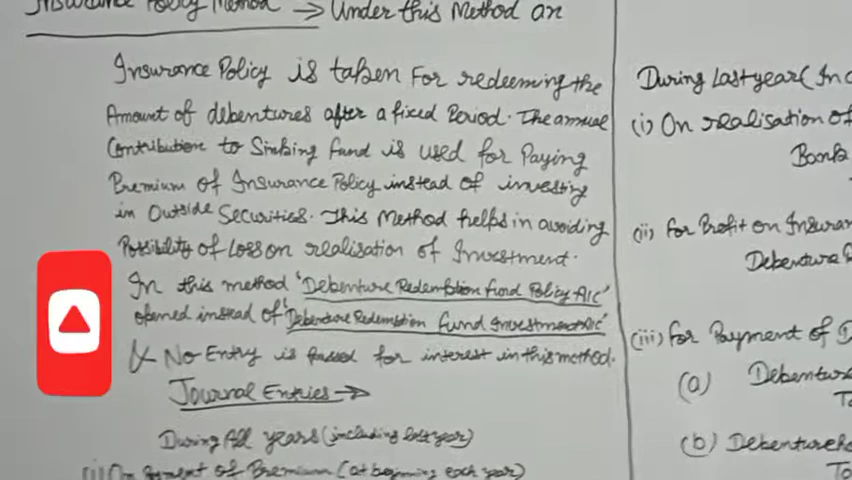 Insurance Policy Method → Under this Method an
Insurance Policy is taken For redeeming the
Amount of debentures after a fixed Period. The annual
Contribution to Sinking Fund is used for Paying
Premium of Insurance Policy instead of investing
in Outside Securities. This Method helps in avoiding
Possibility of Loss on realisation of Investment.
In this method 'Debenture Redemption fund Policy A/c'
opened instead of 'Debenture Redemption Fund Investment A/c'
& No Entry is passed for interest in this method.
Journal Entries →
During All years (including last year)
(i) On Payment of Premium (at beginning each year)
During Last year (In
(i) On realisation of
Bank
(ii) for Profit on Insuran
Debenture R
(iii) for Payment of D
(a) Debenture
To
(b) Debentureho
To